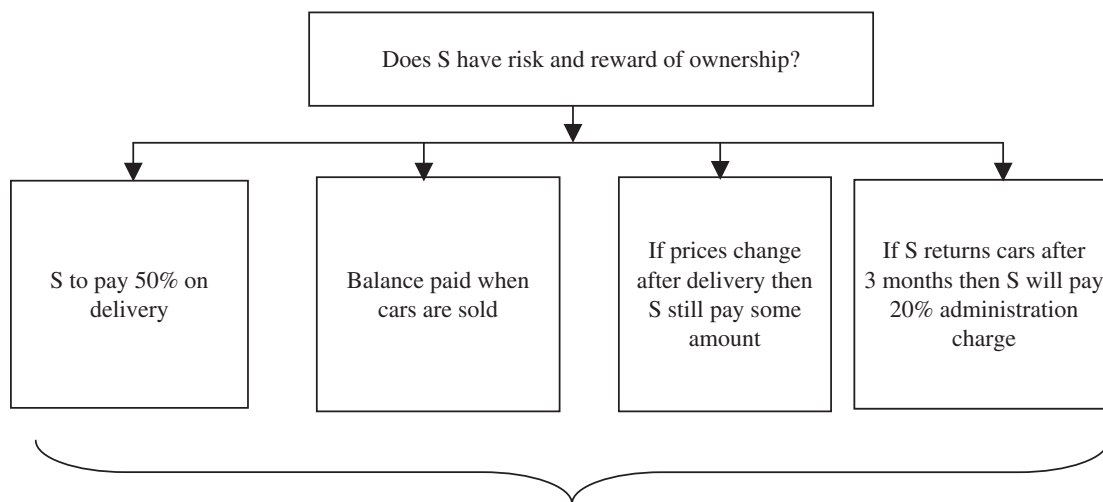 Does S have risk and reward of ownership?
S to pay 50% on
delivery
Balance paid when
cars are sold
If prices change
after delivery then
S still pay some
amount
If S returns cars after
3 months then S will pay
20% administration
charge